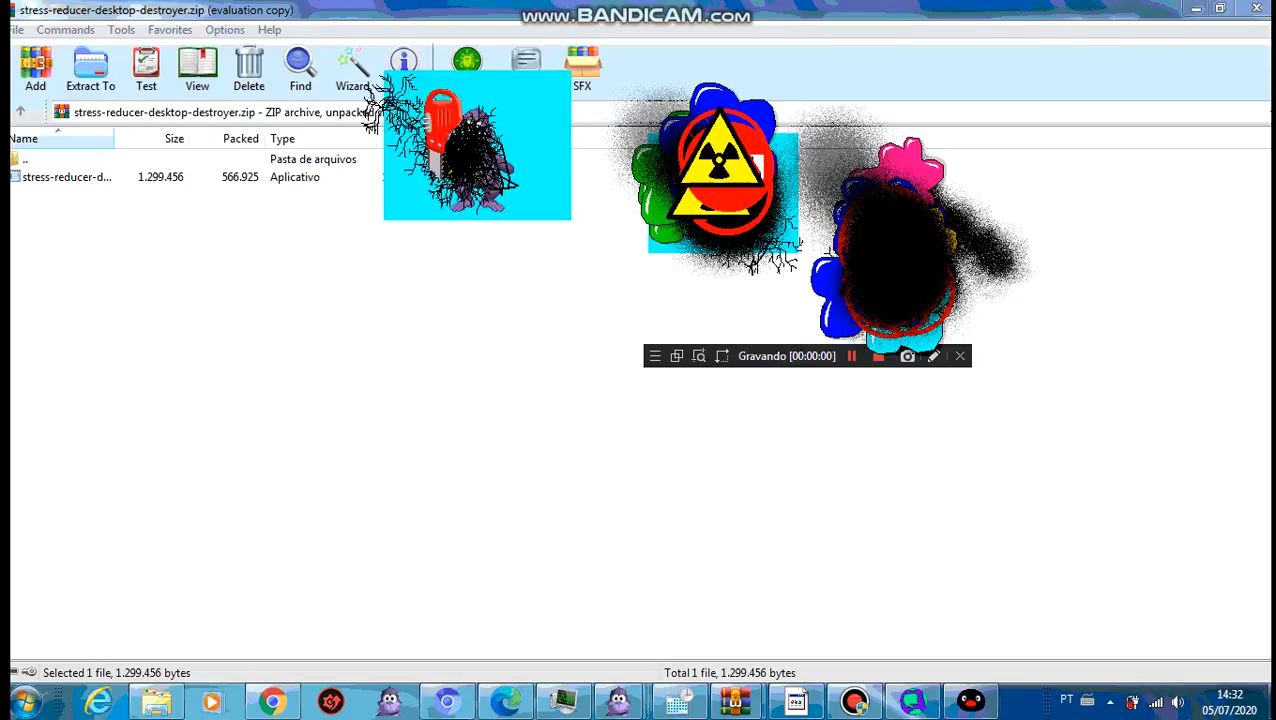 stress-reducer-desktop-destroyer.zip (evaluation copy)
www.BANDICAM.com
File Commands Tools Favorites Options Help
Add Extract To Test View Delete Find Wizard SFX
stress-reducer-desktop-destroyer.zip - ZIP archive, unpacked
Name Size Packed Type
.. Pasta de arquivos
stress-reducer-d... 1.299.456 566.925 Aplicativo
Gravando [00:00:00]
Selected 1 file, 1.299.456 bytes Total 1 file, 1.299.456 bytes
PT 14:32
05/07/2020